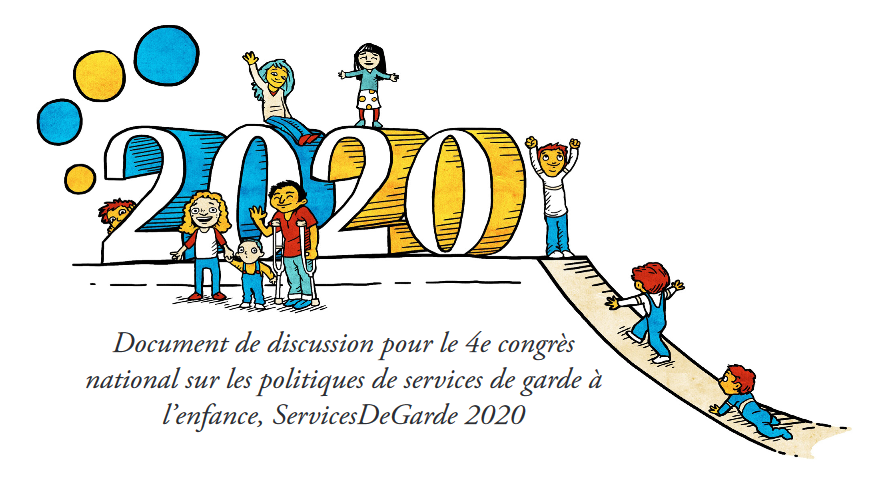 2020
Document de discussion pour le 4e congrès
national sur les politiques de services de garde à
l’enfance, ServicesDeGarde 2020